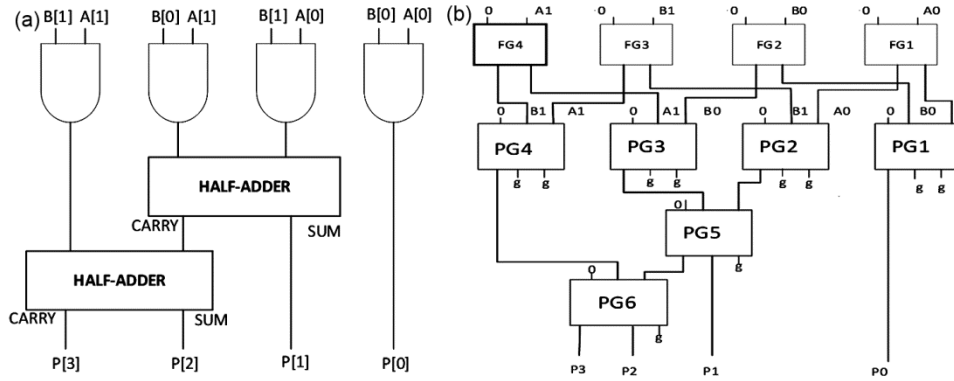 (a) B[1] A[1] B[0] A[1] B[1] A[0] B[0] A[0]
HALF-ADDER
CARRY SUM
HALF-ADDER
CARRY SUM
P[3] P[2] P[1] P[0]
(b) 0 A1 0 B1 0 B0 0 A0
FG4 FG3 FG2 FG1
0 B1 A1 0 A1 B0 0 B1 A0 0 B0
PG4 PG3 PG2 PG1
g g g g g g g g
0
PG5
g
0
PG6
g
P3 P2 P1 P0